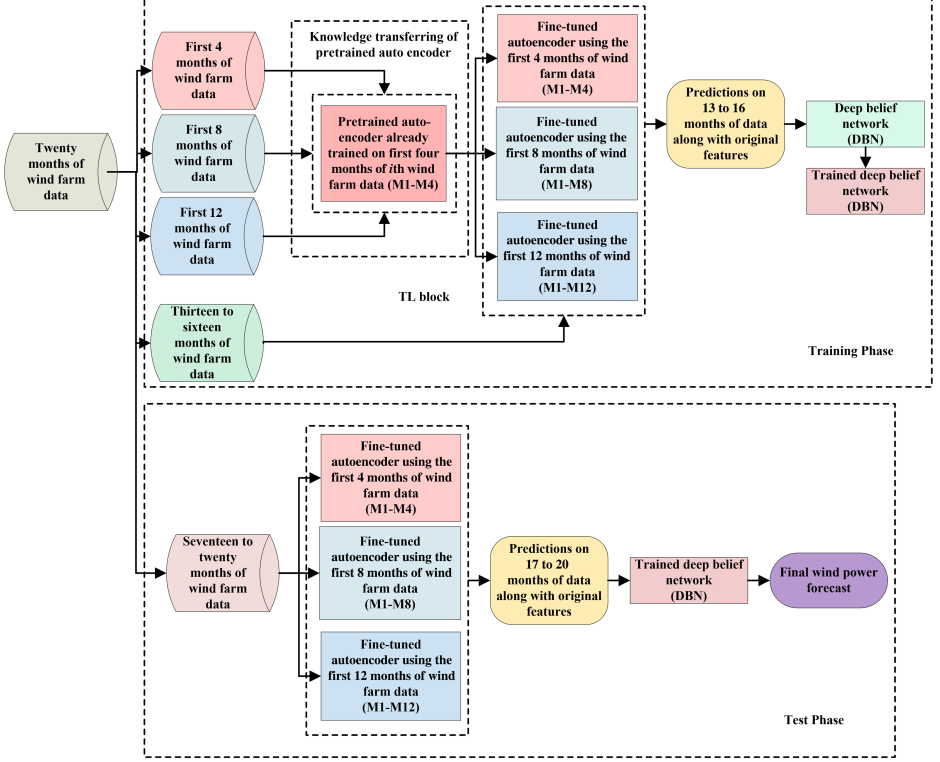 Twenty
months of
wind farm
data
First 4
months of
wind farm
data
First 8
months of
wind farm
data
First 12
months of
wind farm
data
Thirteen to
sixteen
months of
wind farm
data
Knowledge transferring of
pretrained auto encoder
Pretrained auto-
encoder already
trained on first four
months of ith wind
farm data (M1-M4)
TL block
Fine-tuned
autoencoder using the
first 4 months of wind
farm data
(M1-M4)
Fine-tuned
autoencoder using the
first 8 months of wind
farm data
(M1-M8)
Fine-tuned
autoencoder using the
first 12 months of wind
farm data
(M1-M12)
Predictions on
13 to 16
months of data
along with original
features
Deep belief
network
(DBN)
Trained deep belief
network
(DBN)
Training Phase
Seventeen to
twenty
months of
wind farm
data
Fine-tuned
autoencoder using the
first 4 months of wind
farm data
(M1-M4)
Fine-tuned
autoencoder using the
first 8 months of wind
farm data
(M1-M8)
Fine-tuned
autoencoder using the
first 12 months of wind
farm data
(M1-M12)
Predictions on
17 to 20
months of data
along with original
features
Trained deep belief
network
(DBN)
Final wind power
forecast
Test Phase